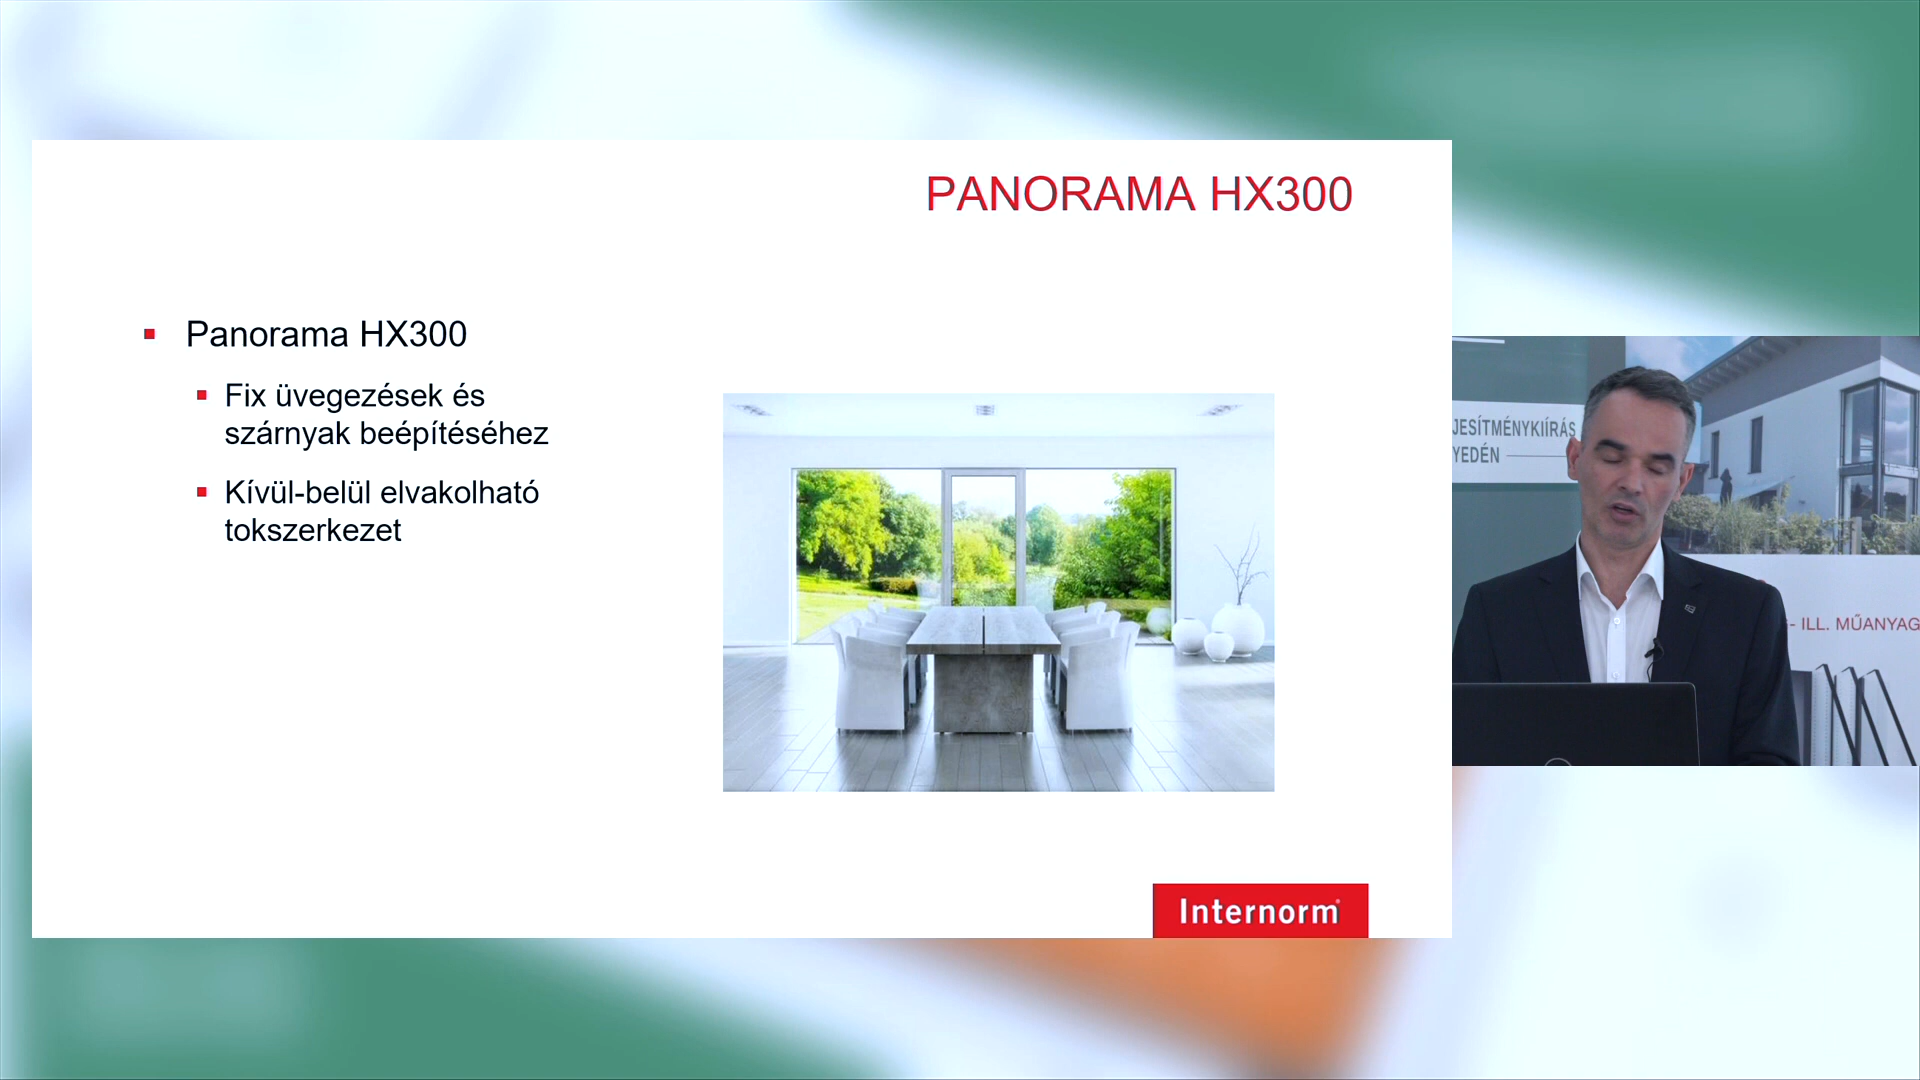 PANORAMA HX300
Panorama HX300
Fix üvegezések és
szárnyak beépítéséhez
Kívül-belül elvakolható
tokszerkezet
Internorm
JESÍTMÉNYKIÍRÁS
YEDÉN
- ILL. MŰANYAG